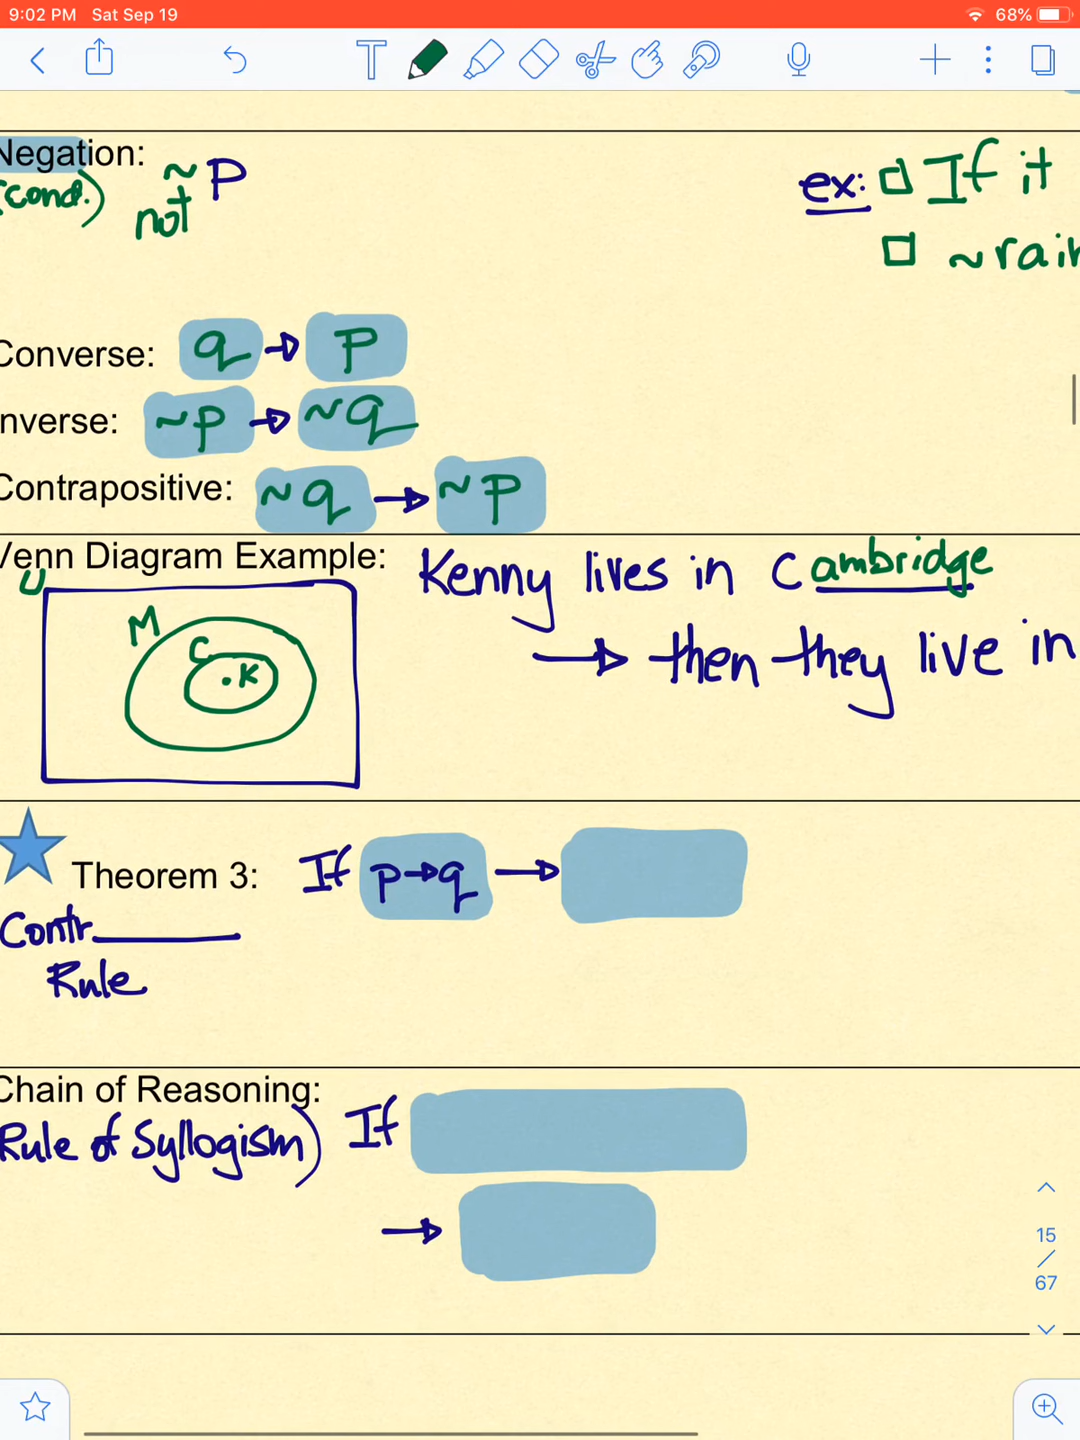 9:02 PM Sat Sep 19
68%
T
Negation: ~P
(cond.) not
ex: If it
~rain
Converse: q → P
nverse: ~p → ~q
Contrapositive: ~q → ~P
Venn Diagram Example: Kenny lives in Cambridge
→ then they live in
U
M
C
K
Theorem 3: If p→q →
Contr
Rule
Chain of Reasoning:
Rule of Syllogism) If
→
15
/
67